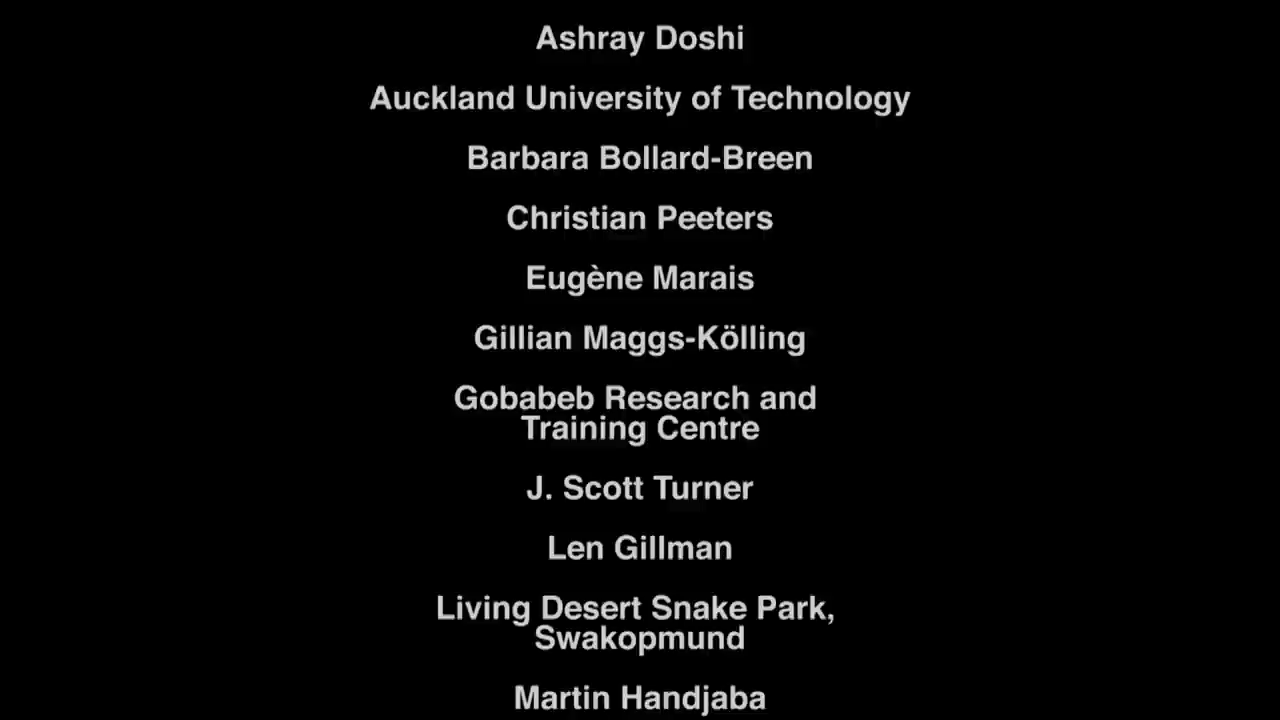 Ashray Doshi
Auckland University of Technology
Barbara Bollard-Breen
Christian Peeters
Eugène Marais
Gillian Maggs-Kölling
Gobabeb Research and
Training Centre
J. Scott Turner
Len Gillman
Living Desert Snake Park,
Swakopmund
Martin Handjaba